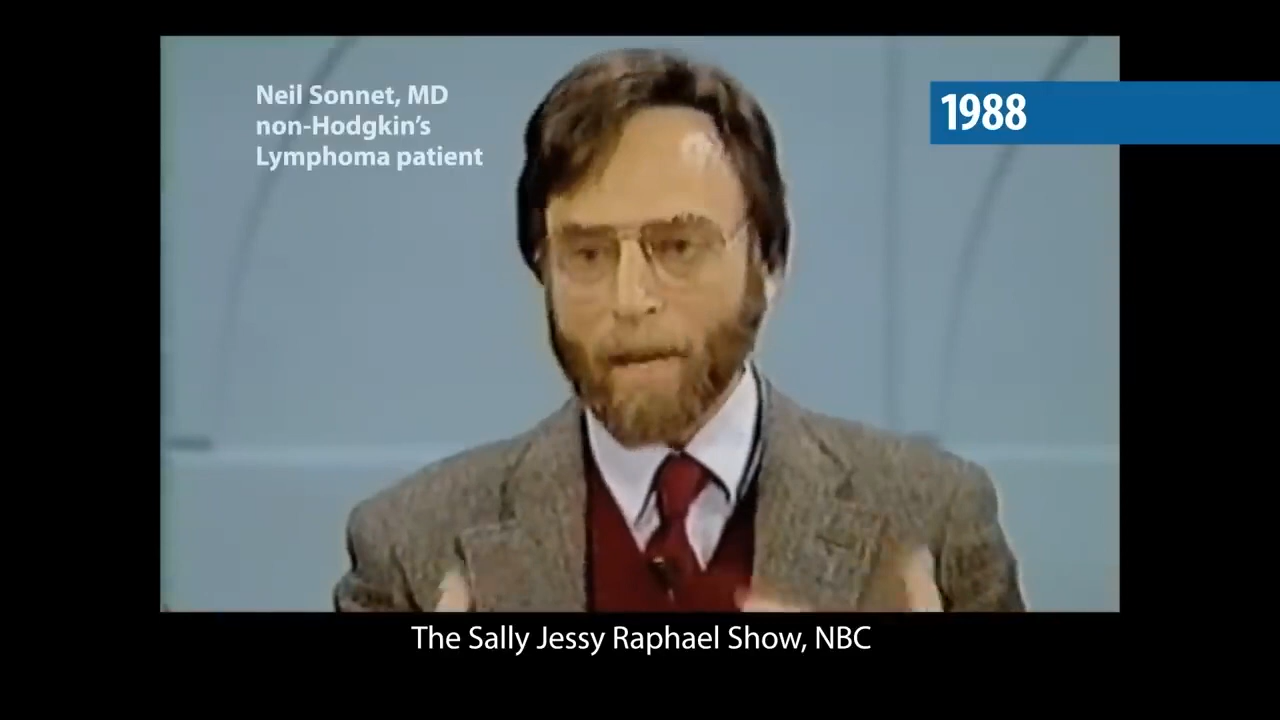 Neil Sonnet, MD
non-Hodgkin’s
Lymphoma patient
1988
The Sally Jessy Raphael Show, NBC